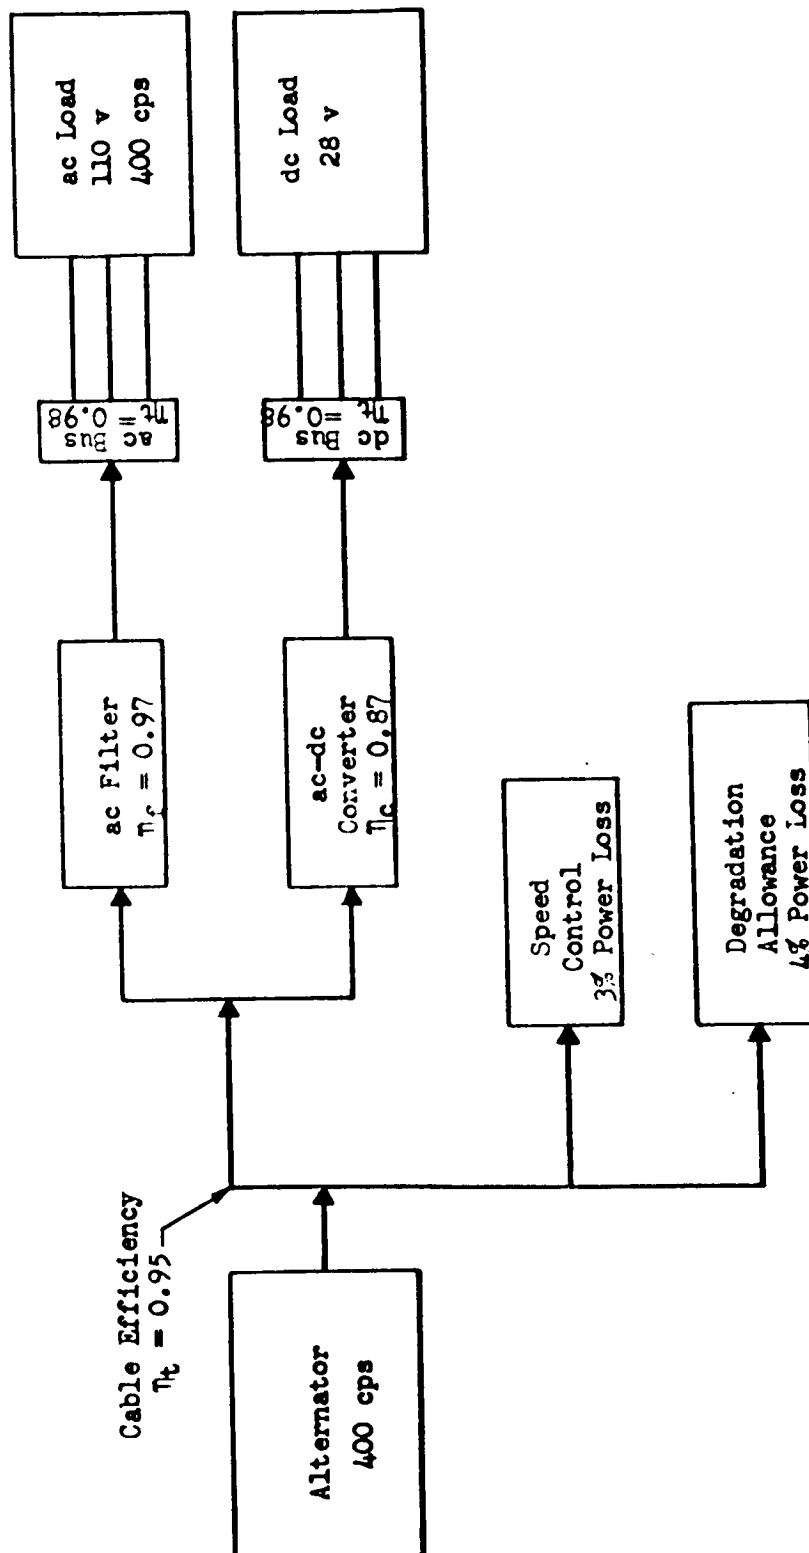 ac Load
110 v
400 cps
dc Load
28 v
ac Bus
ηt = 0.98
dc Bus
ηt = 0.98
ac Filter
ηf = 0.97
ac-dc
Converter
ηc = 0.87
Speed
Control
3% Power Loss
Degradation
Allowance
4% Power Loss
Cable Efficiency
ηt = 0.95
Alternator
400 cps